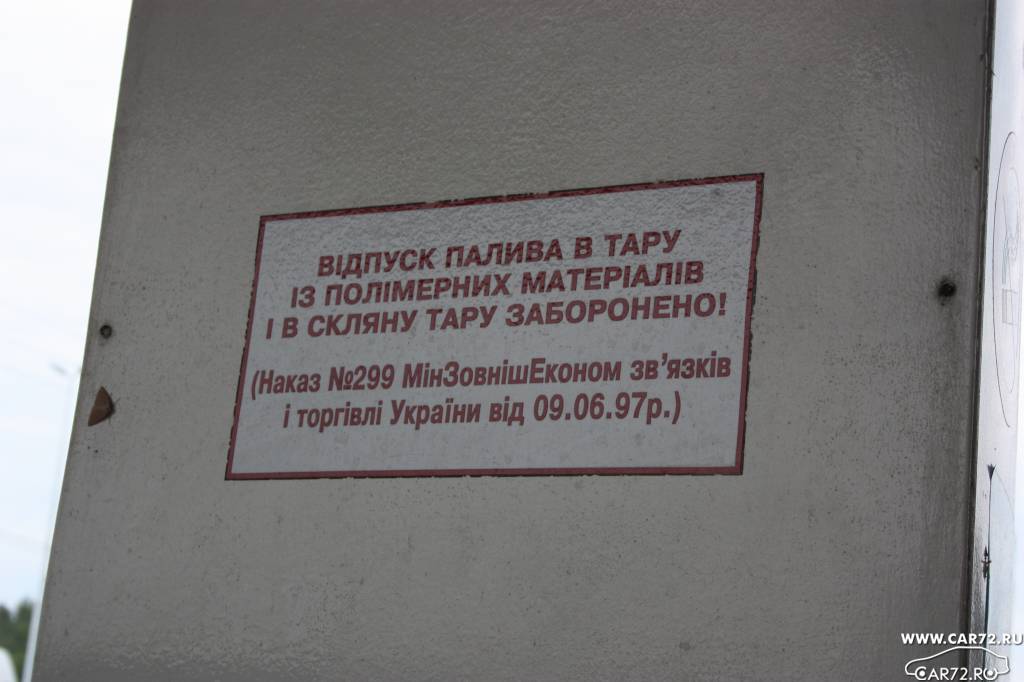 ВІДПУСК ПАЛИВА В ТАРУ
ІЗ ПОЛІМЕРНИХ МАТЕРІАЛІВ
І В СКЛЯНУ ТАРУ ЗАБОРОНЕНО!
(Наказ №299 МінЗовнішЕконом зв'язків
і торгівлі України від 09.06.97р.)
WWW.CAR72.RU
CAR72.RU